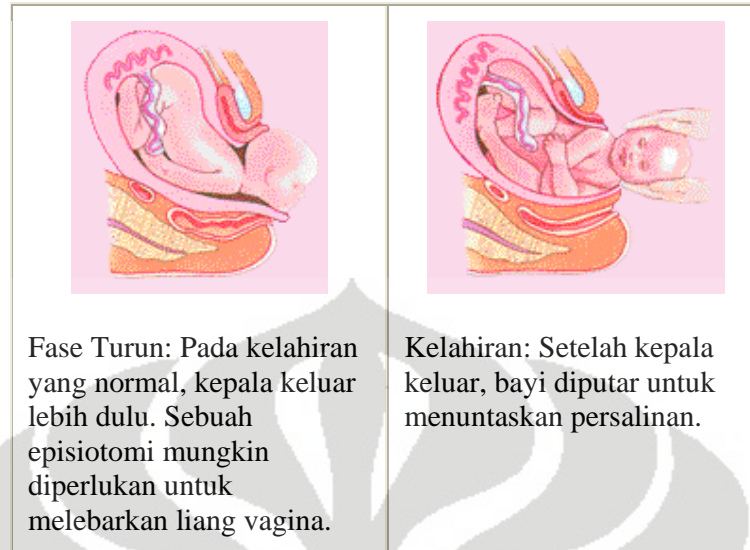 Fase Turun: Pada kelahiran
yang normal, kepala keluar
lebih dulu. Sebuah
episiotomi mungkin
diperlukan untuk
melebarkan liang vagina.
Kelahiran: Setelah kepala
keluar, bayi diputar untuk
menuntaskan persalinan.